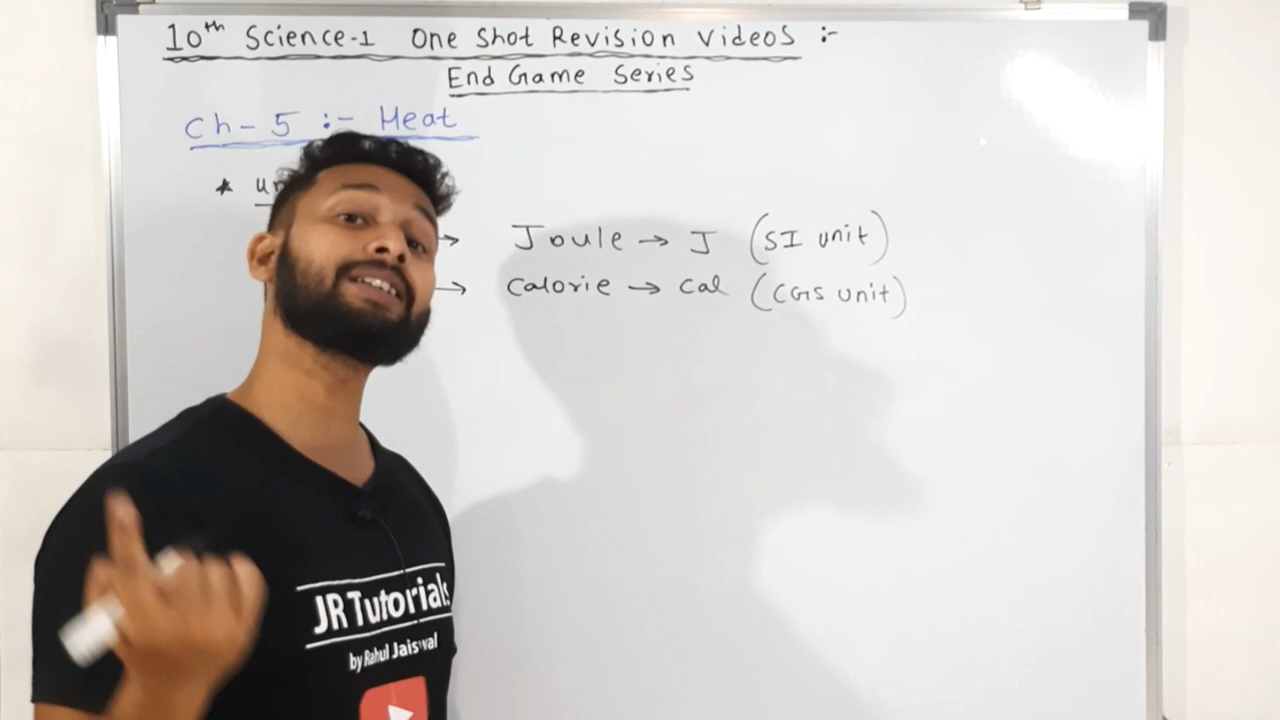 10th Science-1 One Shot Revision Videos :-
End Game Series
Ch-5 :- Heat
*
→ Joule → J (SI unit)
→ Calorie → Cal (CGS unit)
JR Tutorials
by Rahul Jaiswal